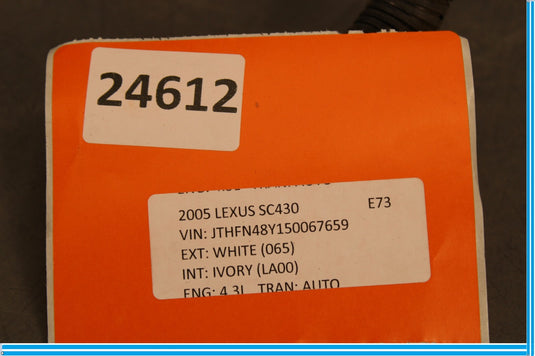 24612
2005 LEXUS SC430 E73
VIN: JTHFN48Y150067659
EXT: WHITE (065)
INT: IVORY (LA00)
ENG: 4.3L TRAN: AUTO